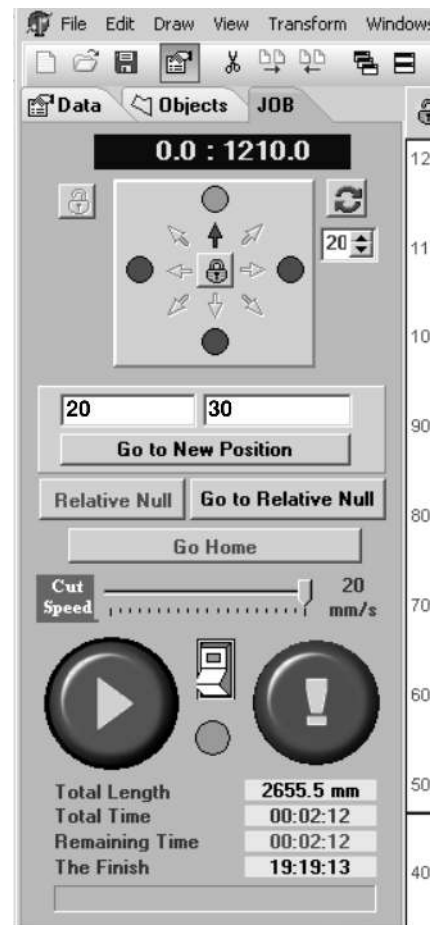 File Edit Draw View Transform Windows
Data Objects JOB
0.0 : 1210.0
20
20 30
Go to New Position
Relative Null Go to Relative Null
Go Home
Cut Speed 20 mm/s
Total Length 2655.5 mm
Total Time 00:02:12
Remaining Time 00:02:12
The Finish 19:19:13
12
11
10
90
80
70
60
50
40